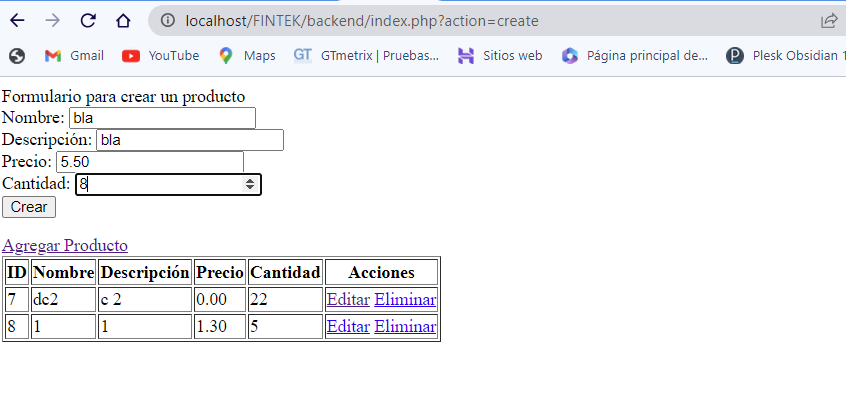 localhost/FINTEK/backend/index.php?action=create
Gmail YouTube Maps GT GTmetrix | Pruebas... Sitios web Página principal de... P Plesk Obsidian 1
Formulario para crear un producto
Nombre: bla
Descripción: bla
Precio: 5.50
Cantidad: 8
Crear
Agregar Producto
ID Nombre Descripción Precio Cantidad Acciones
7 dc2 c 2 0.00 22 Editar Eliminar
8 1 1 1.30 5 Editar Eliminar